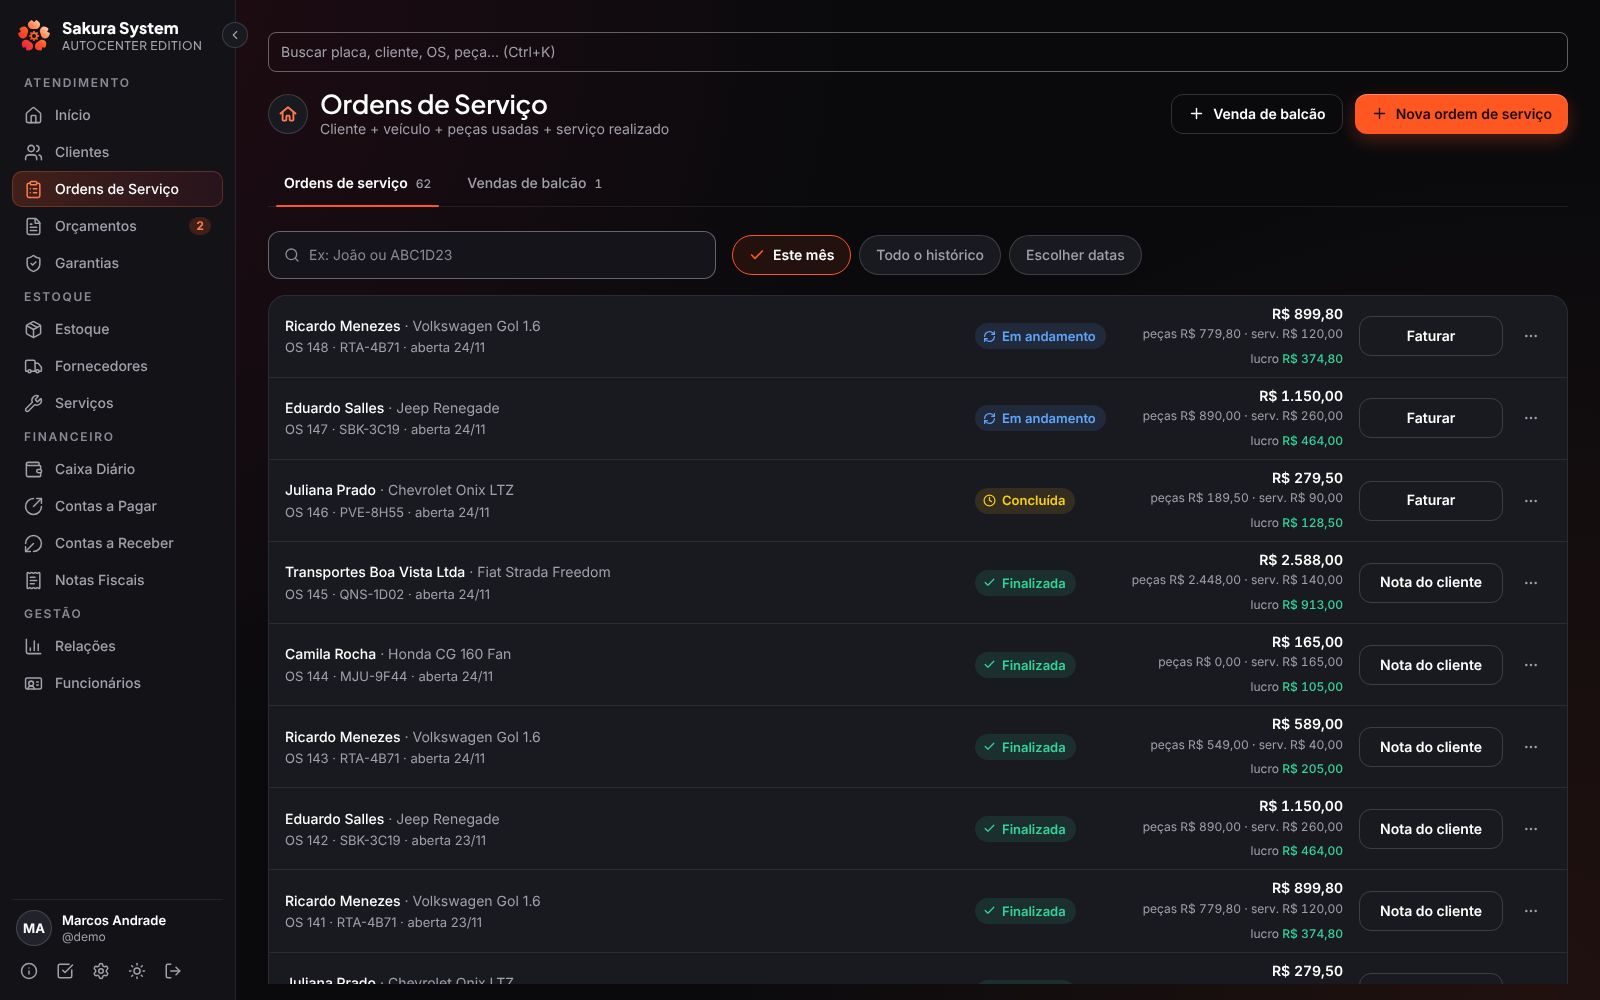 Sakura System
AUTOCENTER EDITION
ATENDIMENTO
Início
Clientes
Ordens de Serviço
Orçamentos 2
Garantias
ESTOQUE
Estoque
Fornecedores
Serviços
FINANCEIRO
Caixa Diário
Contas a Pagar
Contas a Receber
Notas Fiscais
GESTÃO
Relações
Funcionários
MA
Marcos Andrade
@demo
Buscar placa, cliente, OS, peça... (Ctrl+K)
Ordens de Serviço
Cliente + veículo + peças usadas + serviço realizado
+ Venda de balcão
+ Nova ordem de serviço
Ordens de serviço 62
Vendas de balcão 1
Ex: João ou ABC1D23
Este mês
Todo o histórico
Escolher datas
Ricardo Menezes · Volkswagen Gol 1.6
OS 148 · RTA-4B71 · aberta 24/11
Em andamento
R$ 899,80
peças R$ 779,80 · serv. R$ 120,00
lucro R$ 374,80
Faturar
Eduardo Salles · Jeep Renegade
OS 147 · SBK-3C19 · aberta 24/11
Em andamento
R$ 1.150,00
peças R$ 890,00 · serv. R$ 260,00
lucro R$ 464,00
Faturar
Juliana Prado · Chevrolet Onix LTZ
OS 146 · PVE-8H55 · aberta 24/11
Concluída
R$ 279,50
peças R$ 189,50 · serv. R$ 90,00
lucro R$ 128,50
Faturar
Transportes Boa Vista Ltda · Fiat Strada Freedom
OS 145 · QNS-1D02 · aberta 24/11
Finalizada
R$ 2.588,00
peças R$ 2.448,00 · serv. R$ 140,00
lucro R$ 913,00
Nota do cliente
Camila Rocha · Honda CG 160 Fan
OS 144 · MJU-9F44 · aberta 24/11
Finalizada
R$ 165,00
peças R$ 0,00 · serv. R$ 165,00
lucro R$ 105,00
Nota do cliente
Ricardo Menezes · Volkswagen Gol 1.6
OS 143 · RTA-4B71 · aberta 24/11
Finalizada
R$ 589,00
peças R$ 549,00 · serv. R$ 40,00
lucro R$ 205,00
Nota do cliente
Eduardo Salles · Jeep Renegade
OS 142 · SBK-3C19 · aberta 23/11
Finalizada
R$ 1.150,00
peças R$ 890,00 · serv. R$ 260,00
lucro R$ 464,00
Nota do cliente
Ricardo Menezes · Volkswagen Gol 1.6
OS 141 · RTA-4B71 · aberta 23/11
Finalizada
R$ 899,80
peças R$ 779,80 · serv. R$ 120,00
lucro R$ 374,80
Nota do cliente
Juliana Prado · Chevrolet Onix LTZ
R$ 279,50